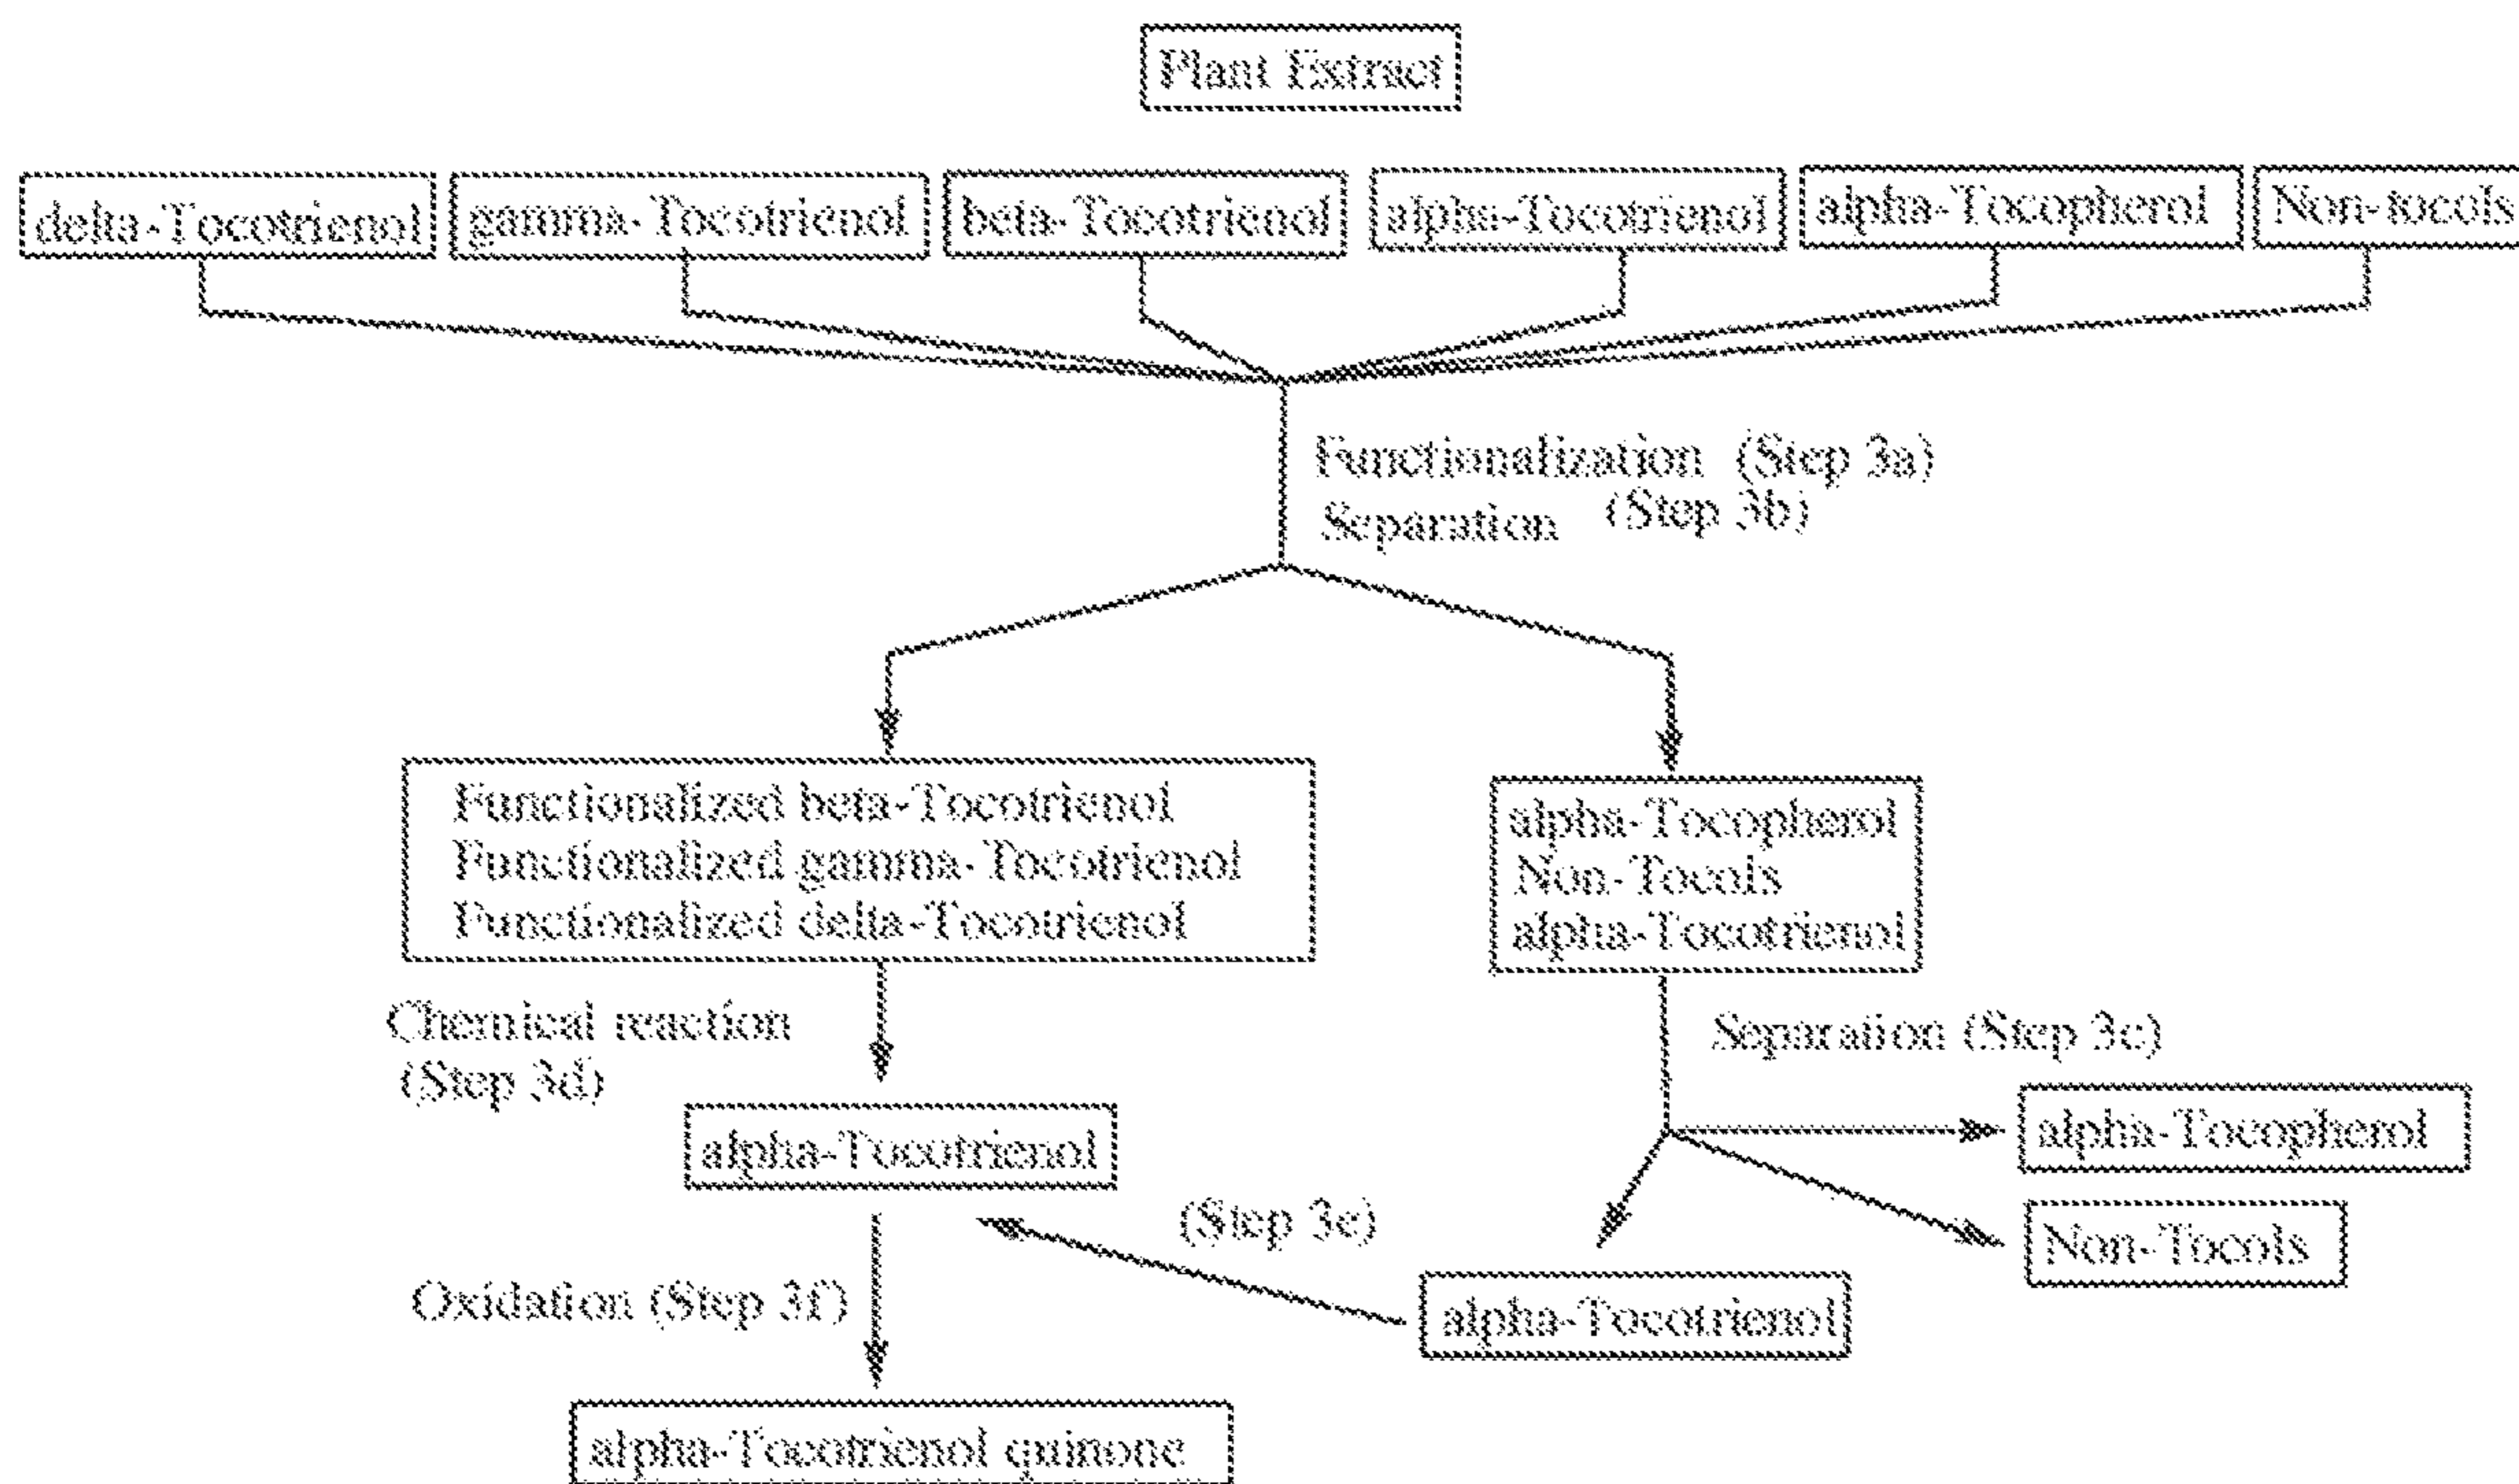 Plant Extract
delta-Tocotrienol
gamma-Tocotrienol
beta-Tocotrienol
alpha-Tocotrienol
alpha-Tocopherol
Non-tocols
Functionalization (Step 3a)
Separation (Step 3b)
Functionalized beta-Tocotrienol
Functionalized gamma-Tocotrienol
Functionalized delta-Tocotrienol
alpha-Tocopherol
Non-Tocols
alpha-Tocotrienol
Chemical reaction
(Step 3d)
Separation (Step 3c)
alpha-Tocotrienol
alpha-Tocopherol
(Step 3e)
Non-Tocols
Oxidation (Step 3f)
alpha-Tocotrienol
alpha-Tocotrienol quinone